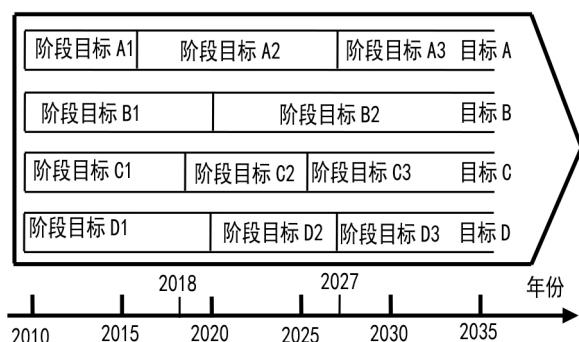 阶段目标 A1 阶段目标 A2 阶段目标 A3 目标 A
阶段目标 B1 阶段目标 B2 目标 B
阶段目标 C1 阶段目标 C2 阶段目标 C3 目标 C
阶段目标 D1 阶段目标 D2 阶段目标 D3 目标 D
2018 2027 年份
2010 2015 2020 2025 2030 2035